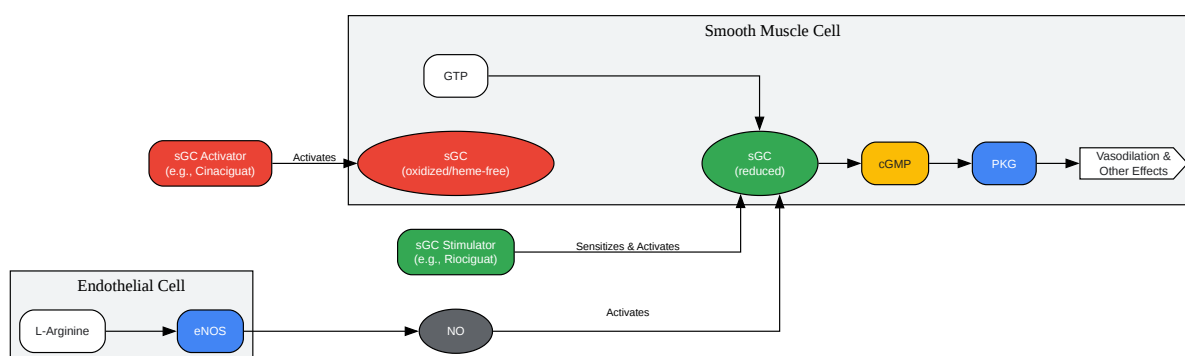 Smooth Muscle Cell
GTP
sGC Activator
(e.g., Cinaciguat)
Activates
sGC
(oxidized/heme-free)
sGC
(reduced)
cGMP
PKG
Vasodilation &
Other Effects
sGC Stimulator
(e.g., Riociguat)
Sensitizes & Activates
Endothelial Cell
L-Arginine
eNOS
NO
Activates